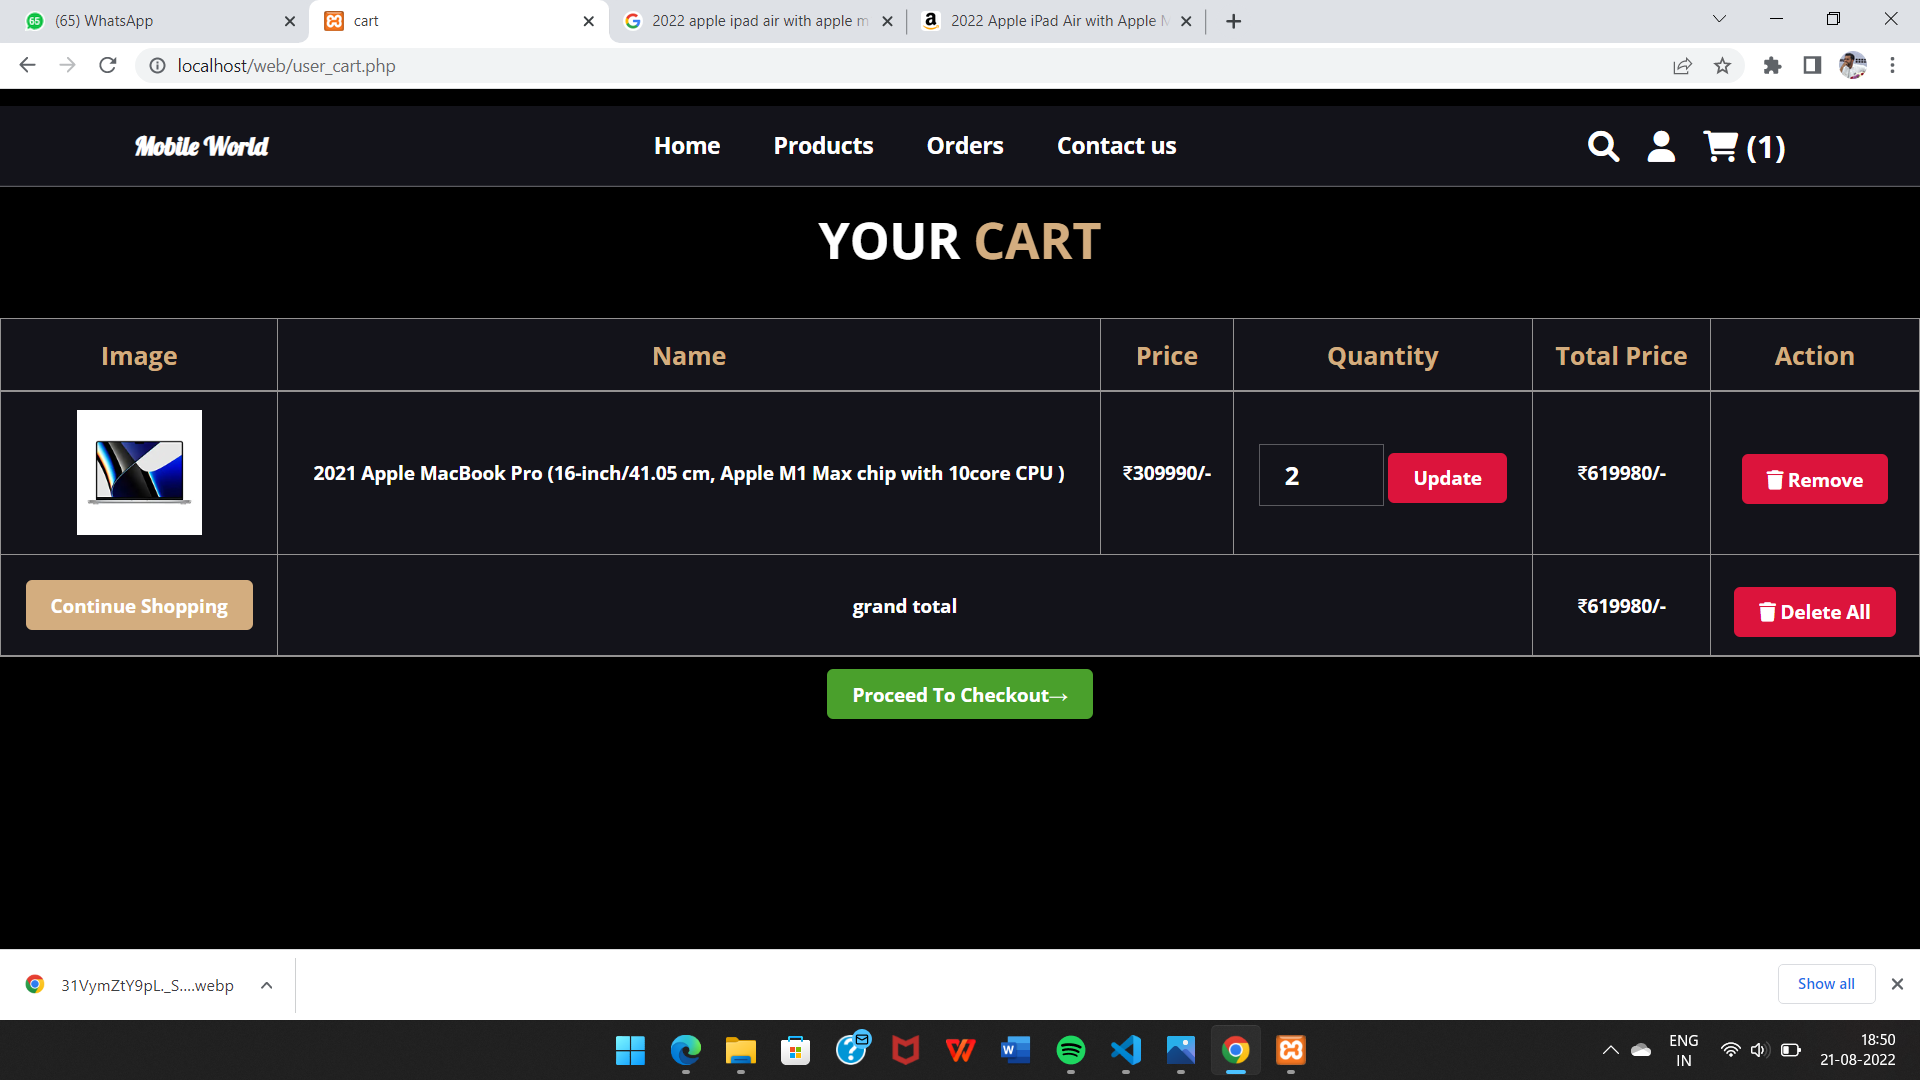 (65) WhatsApp
cart
2022 apple ipad air with apple m
2022 Apple iPad Air with Apple M
localhost/web/user_cart.php
Mobile World
Home
Products
Orders
Contact us
(1)
YOUR CART
Image
Name
Price
Quantity
Total Price
Action
2021 Apple MacBook Pro (16-inch/41.05 cm, Apple M1 Max chip with 10core CPU )
₹309990/-
2
Update
₹619980/-
Remove
Continue Shopping
grand total
₹619980/-
Delete All
Proceed To Checkout→
31VymZtY9pL._S....webp
Show all
ENG
IN
18:50
21-08-2022